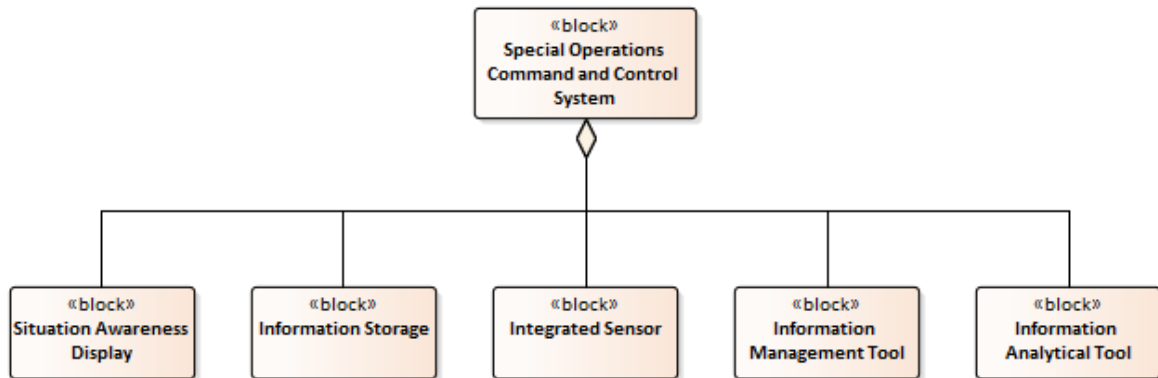 «block»
Special Operations
Command and Control
System
«block»
Situation Awareness
Display
«block»
Information Storage
«block»
Integrated Sensor
«block»
Information
Management Tool
«block»
Information
Analytical Tool